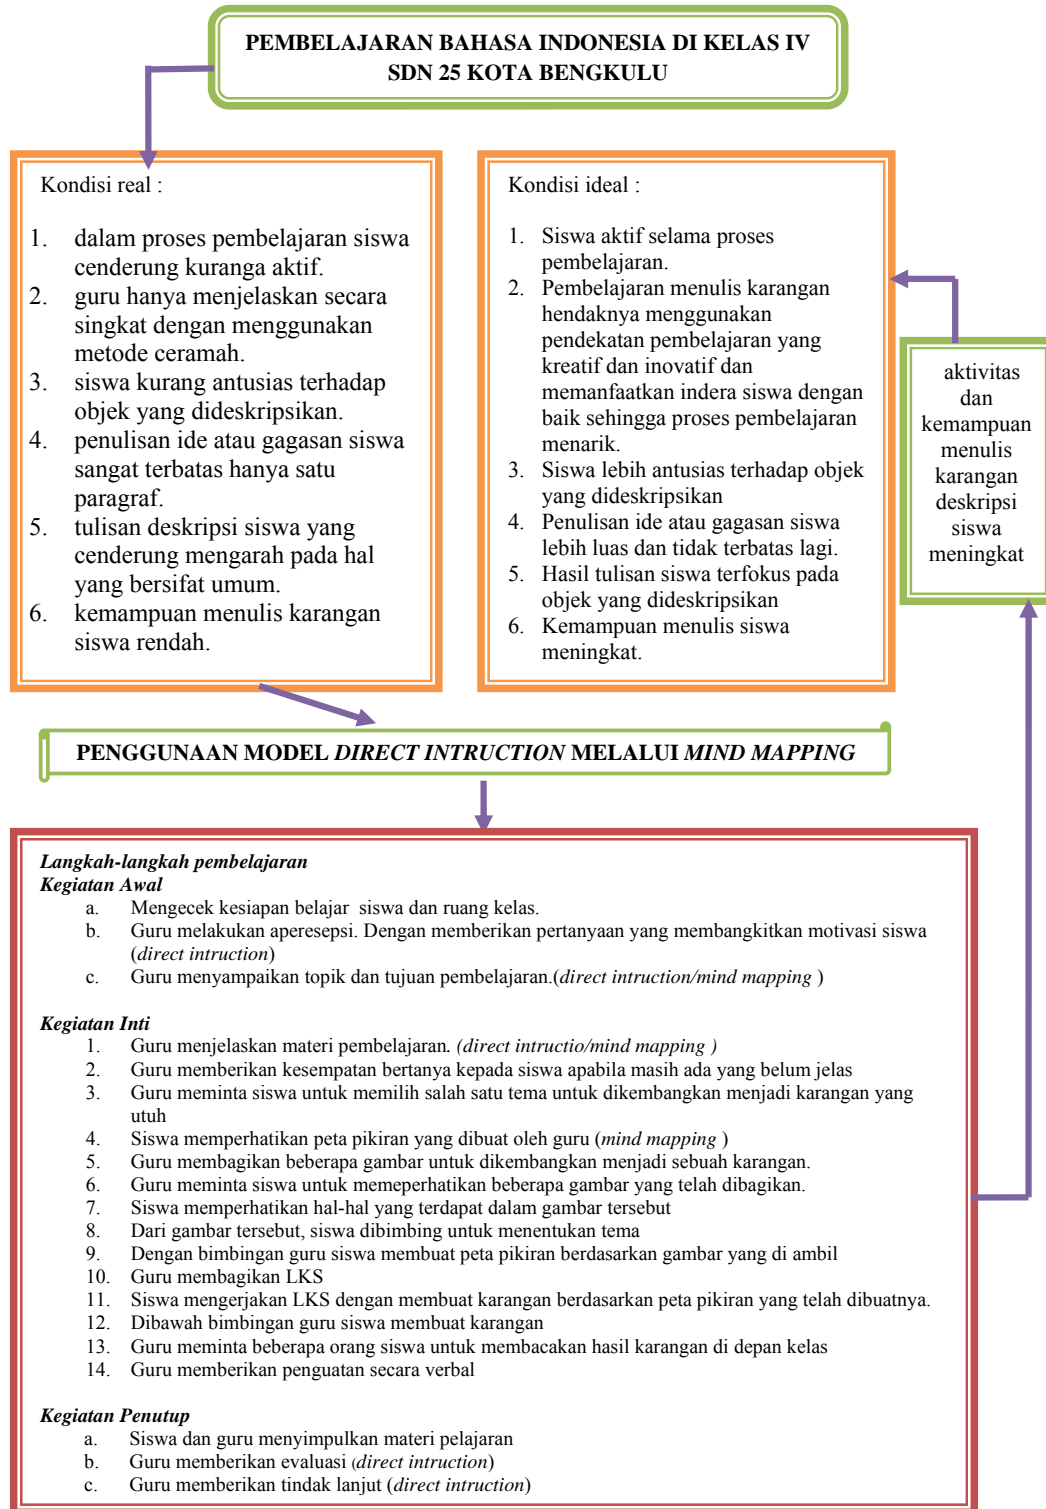 PEMBELAJARAN BAHASA INDONESIA DI KELAS IV
SDN 25 KOTA BENGKULU
Kondisi real :
1. dalam proses pembelajaran siswa
cenderung kuranga aktif.
2. guru hanya menjelaskan secara
singkat dengan menggunakan
metode ceramah.
3. siswa kurang antusias terhadap
objek yang dideskripsikan.
4. penulisan ide atau gagasan siswa
sangat terbatas hanya satu
paragraf.
5. tulisan deskripsi siswa yang
cenderung mengarah pada hal
yang bersifat umum.
6. kemampuan menulis karangan
siswa rendah.
Kondisi ideal :
1. Siswa aktif selama proses
pembelajaran.
2. Pembelajaran menulis karangan
hendaknya menggunakan
pendekatan pembelajaran yang
kreatif dan inovatif dan
memanfaatkan indera siswa dengan
baik sehingga proses pembelajaran
menarik.
3. Siswa lebih antusias terhadap objek
yang dideskripsikan
4. Penulisan ide atau gagasan siswa
lebih luas dan tidak terbatas lagi.
5. Hasil tulisan siswa terfokus pada
objek yang dideskripsikan
6. Kemampuan menulis siswa
meningkat.
aktivitas
dan
kemampuan
menulis
karangan
deskripsi
siswa
meningkat
PENGGUNAAN MODEL DIRECT INTRUCTION MELALUI MIND MAPPING
Langkah-langkah pembelajaran
Kegiatan Awal
a. Mengecek kesiapan belajar siswa dan ruang kelas.
b. Guru melakukan aperesepsi. Dengan memberikan pertanyaan yang membangkitkan motivasi siswa
(direct intruction)
c. Guru menyampaikan topik dan tujuan pembelajaran.(direct intruction/mind mapping )
Kegiatan Inti
1. Guru menjelaskan materi pembelajaran. (direct intructio/mind mapping )
2. Guru memberikan kesempatan bertanya kepada siswa apabila masih ada yang belum jelas
3. Guru meminta siswa untuk memilih salah satu tema untuk dikembangkan menjadi karangan yang
utuh
4. Siswa memperhatikan peta pikiran yang dibuat oleh guru (mind mapping )
5. Guru membagikan beberapa gambar untuk dikembangkan menjadi sebuah karangan.
6. Guru meminta siswa untuk memeperhatikan beberapa gambar yang telah dibagikan.
7. Siswa memperhatikan hal-hal yang terdapat dalam gambar tersebut
8. Dari gambar tersebut, siswa dibimbing untuk menentukan tema
9. Dengan bimbingan guru siswa membuat peta pikiran berdasarkan gambar yang di ambil
10. Guru membagikan LKS
11. Siswa mengerjakan LKS dengan membuat karangan berdasarkan peta pikiran yang telah dibuatnya.
12. Dibawah bimbingan guru siswa membuat karangan
13. Guru meminta beberapa orang siswa untuk membacakan hasil karangan di depan kelas
14. Guru memberikan penguatan secara verbal
Kegiatan Penutup
a. Siswa dan guru menyimpulkan materi pelajaran
b. Guru memberikan evaluasi (direct intruction)
c. Guru memberikan tindak lanjut (direct intruction)